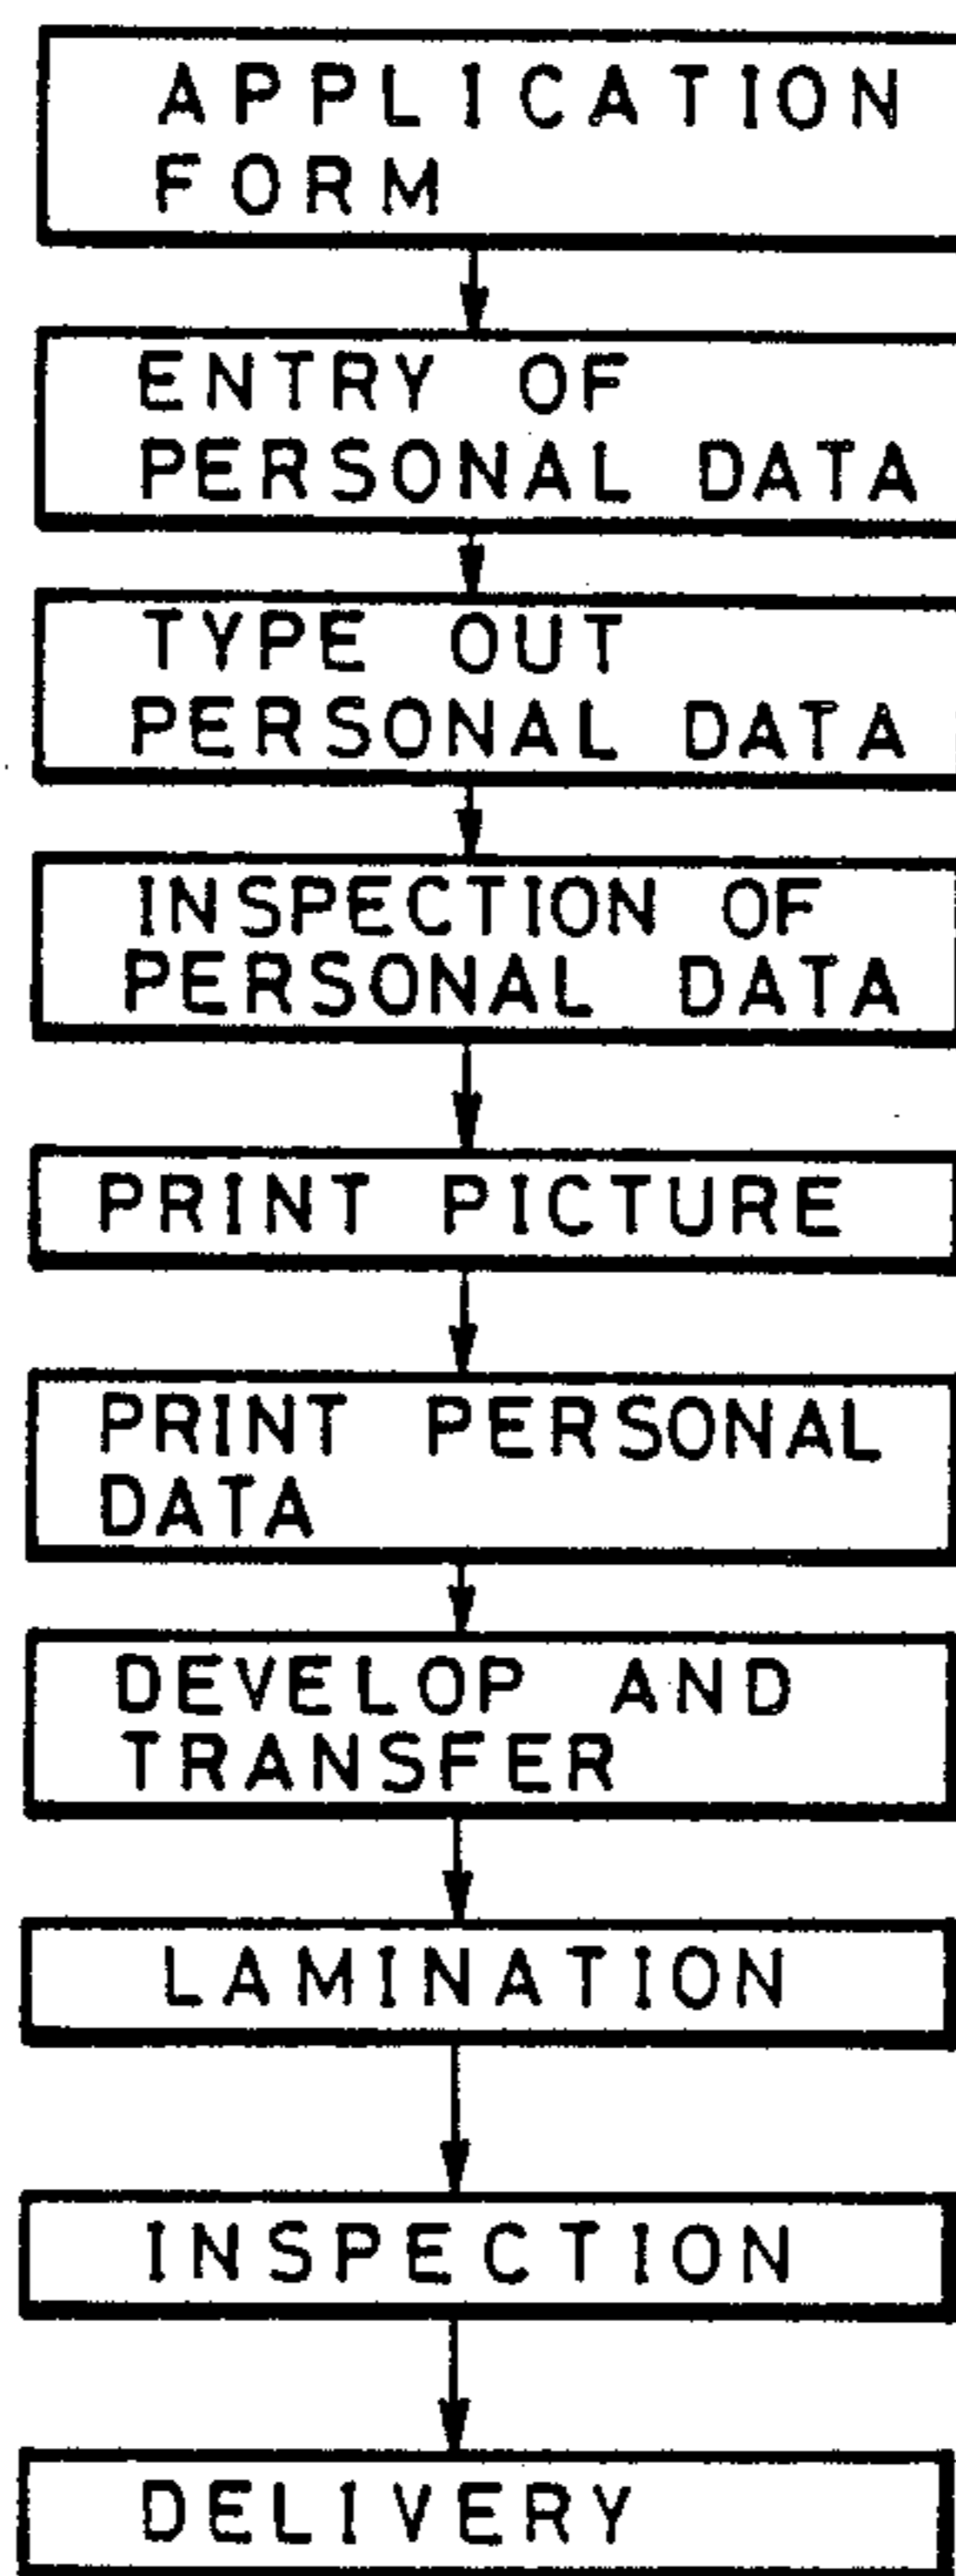 APPLICATION
FORM
ENTRY OF
PERSONAL DATA
TYPE OUT
PERSONAL DATA
INSPECTION OF
PERSONAL DATA
PRINT PICTURE
PRINT PERSONAL
DATA
DEVELOP AND
TRANSFER
LAMINATION
INSPECTION
DELIVERY